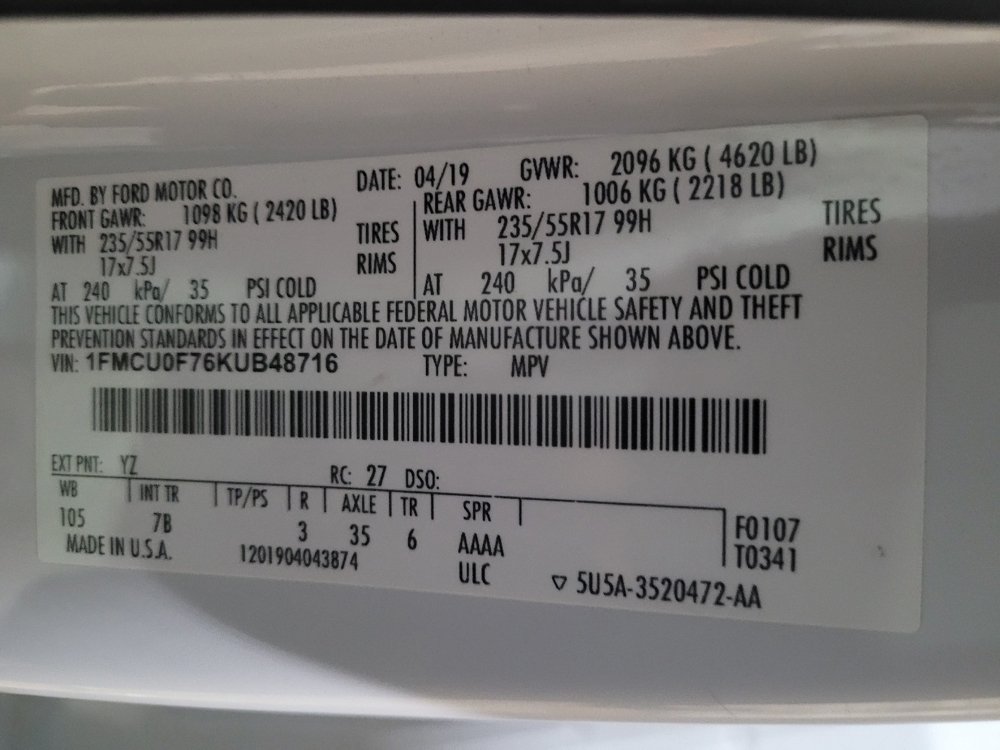 MFD. BY FORD MOTOR CO. DATE: 04/19 GVWR: 2096 KG ( 4620 LB)
FRONT GAWR: 1098 KG ( 2420 LB) REAR GAWR: 1006 KG ( 2218 LB)
WITH 235/55R17 99H TIRES WITH 235/55R17 99H TIRES
17x7.5J RIMS 17x7.5J RIMS
AT 240 kPa/ 35 PSI COLD AT 240 kPa/ 35 PSI COLD
THIS VEHICLE CONFORMS TO ALL APPLICABLE FEDERAL MOTOR VEHICLE SAFETY AND THEFT
PREVENTION STANDARDS IN EFFECT ON THE DATE OF MANUFACTURE SHOWN ABOVE.
VIN: 1FMCU0F76KUB48716 TYPE: MPV
EXT PNT: YZ RC: 27 DSO:
WB INT TR TP/PS R AXLE TR SPR
105 7B 3 35 6 AAAA F0107
MADE IN U.S.A. 1201904043874 ULC T0341
▽ 5U5A-3520472-AA